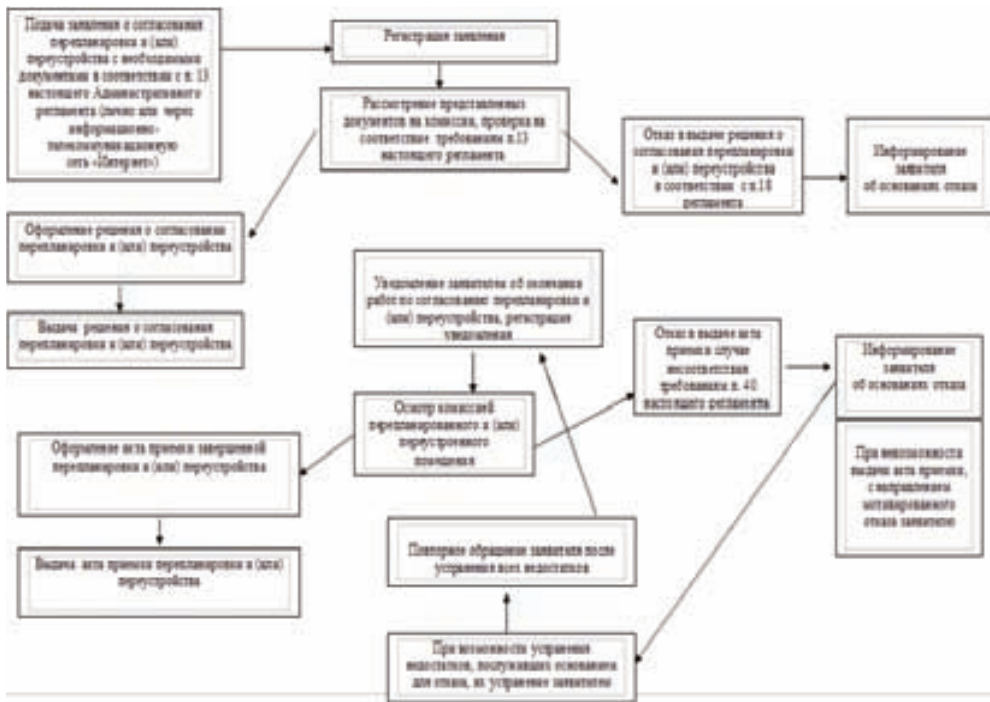 Подача заявления о согласовании
перепланировки и (или)
переустройства с необходимыми
документами в соответствии с п. 13
настоящего Административного
регламента (лично или через
информационно-
телекоммуникационную
сеть «Интернет»)
Регистрация заявления
Рассмотрение представленных
документов на комиссии, проверка на
соответствие требованиям п.13
настоящего регламента
Отказ в выдаче решения о
согласовании перепланировки
и (или) переустройства
в соответствии с п.18
регламента
Информирование
заявителя
об основаниях отказа
Оформление решения о согласовании
перепланировки и (или) переустройства
Выдача решения о согласовании
перепланировки и (или) переустройства
Уведомление заявителем об окончании
работ по согласованию перепланировки и
(или) переустройства, регистрация
уведомления
Отказ в выдаче акта
приемки в случае
несоответствия
требованиям п. 40
настоящего регламента
Информирование
заявителя
об основаниях отказа
При невозможности
выдачи акта приемки,
с направлением
мотивированного
отказа заявителю
Осмотр комиссией
перепланированного и (или)
переустроенного
помещения
Оформление акта приемки завершенной
перепланировки и (или) переустройства
Выдача акта приемки перепланировки и (или)
переустройства
Повторное обращение заявителя после
устранения всех недостатков
При возможности устранения
недостатков, послуживших основанием
для отказа, их устранение заявителем